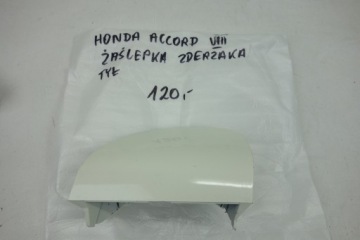 HONDA ACCORD VIII
ZAŚLEPKA ZDERZAKA
TYŁ
120,-